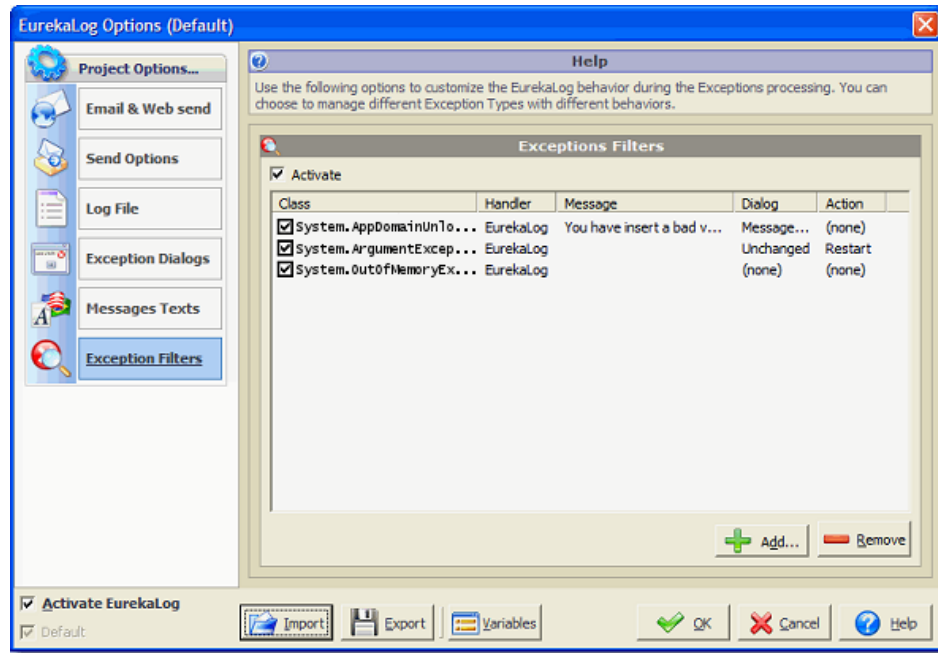 EurekaLog Options (Default)
Project Options...
Email & Web send
Send Options
Log File
Exception Dialogs
Messages Texts
Exception Filters
Help
Use the following options to customize the EurekaLog behavior during the Exceptions processing. You can
choose to manage different Exception Types with different behaviors.
Exceptions Filters
Activate
Class Handler Message Dialog Action
System.AppDomainUnlo... EurekaLog You have insert a bad v... Message... (none)
System.ArgumentExcep... EurekaLog Unchanged Restart
System.OutOfMemoryEx... EurekaLog (none) (none)
Add... Remove
Activate EurekaLog
Default
Import Export Variables OK Cancel Help